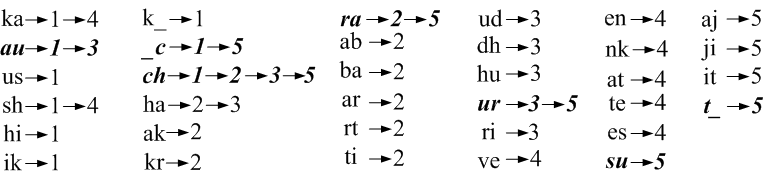 ka→1→4 k_→1 ra→2→5 ud→3 en→4 aj→5
au→1→3 _c→1→5 ab→2 dh→3 nk→4 ji→5
us→1 ch→1→2→3→5 ba→2 hu→3 at→4 it→5
sh→1→4 ha→2→3 ar→2 ur→3→5 te→4 t_→5
hi→1 ak→2 rt→2 ri→3 es→4
ik→1 kr→2 ti→2 ve→4 su→5